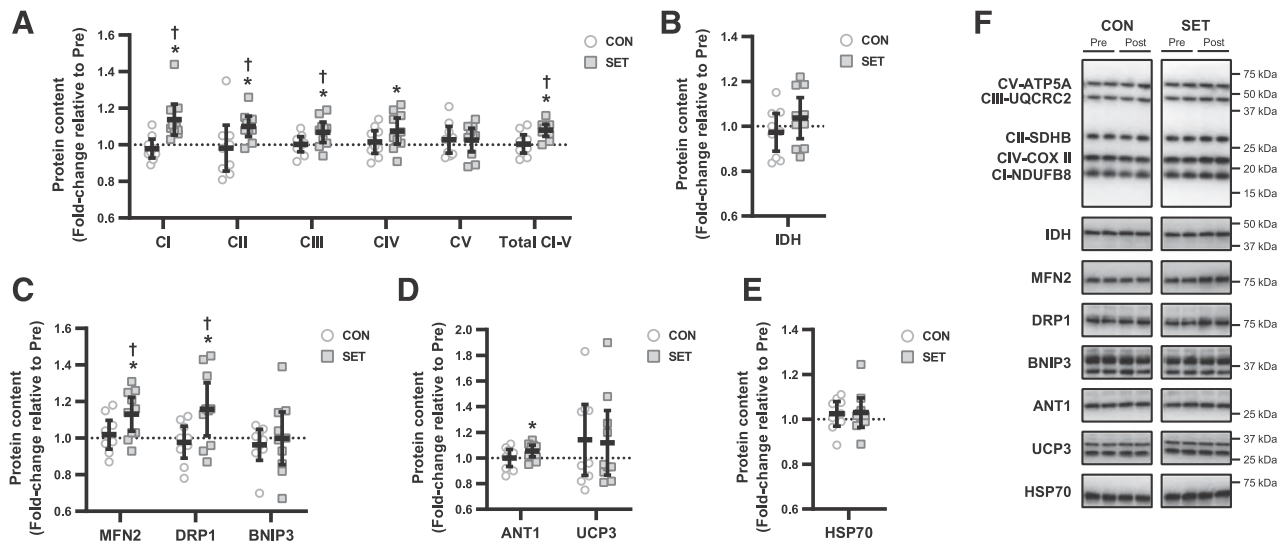 A
Protein content
(Fold-change relative to Pre)
1.6
1.4
1.2
1.0
0.8
0.6
†
*
†
*
†
*
*
†
*
CON
SET
CI
CII
CIII
CIV
CV
Total CI-V
B
Protein content
(Fold-change relative to Pre)
1.4
1.2
1.0
0.8
0.6
CON
SET
IDH
C
Protein content
(Fold-change relative to Pre)
1.6
1.4
1.2
1.0
0.8
0.6
†
*
†
*
CON
SET
MFN2
DRP1
BNIP3
D
Protein content
(Fold-change relative to Pre)
2.0
1.8
1.6
1.4
1.2
1.0
0.8
0.6
*
CON
SET
ANT1
UCP3
E
Protein content
(Fold-change relative to Pre)
1.4
1.2
1.0
0.8
0.6
CON
SET
HSP70
F
CON SET
Pre Post Pre Post
CV-ATP5A
CIII-UQCRC2
CII-SDHB
CIV-COX II
CI-NDUFB8
75 kDa
50 kDa
37 kDa
25 kDa
20 kDa
15 kDa
IDH
50 kDa
37 kDa
MFN2
75 kDa
DRP1
75 kDa
BNIP3
37 kDa
ANT1
25 kDa
UCP3
37 kDa
25 kDa
HSP70
75 kDa